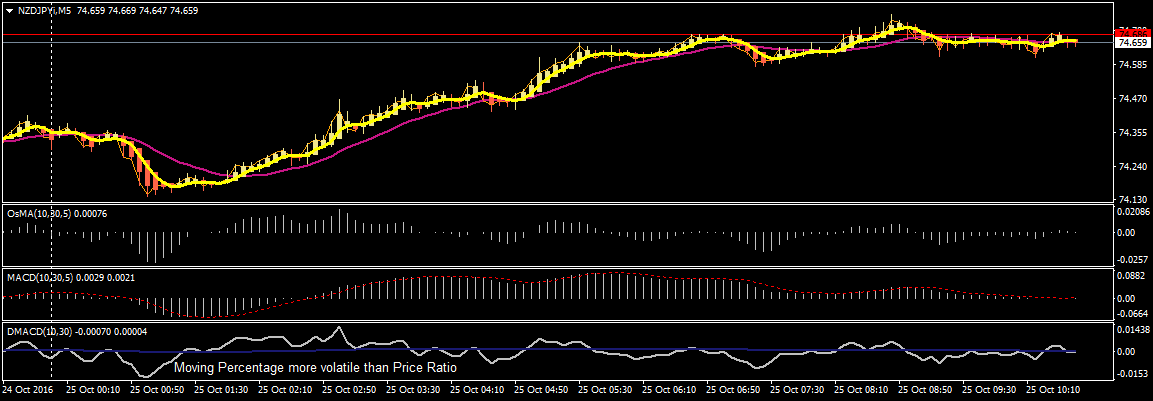 NZDJPYi,M5 74.659 74.669 74.647 74.659
74.686
74.659
74.585
74.470
74.355
74.240
74.130
OsMA(10,30,5) 0.00076
0.02086
0.00
-0.0257
MACD(10,30,5) 0.0029 0.0021
0.0882
0.00
-0.0664
DMACD(10,30) -0.00070 0.00004
0.01438
0.00
-0.0153
Moving Percentage more volatile than Price Ratio
24 Oct 2016 25 Oct 00:10 25 Oct 00:50 25 Oct 01:30 25 Oct 02:10 25 Oct 02:50 25 Oct 03:30 25 Oct 04:10 25 Oct 04:50 25 Oct 05:30 25 Oct 06:10 25 Oct 06:50 25 Oct 07:30 25 Oct 08:10 25 Oct 08:50 25 Oct 09:30 25 Oct 10:10